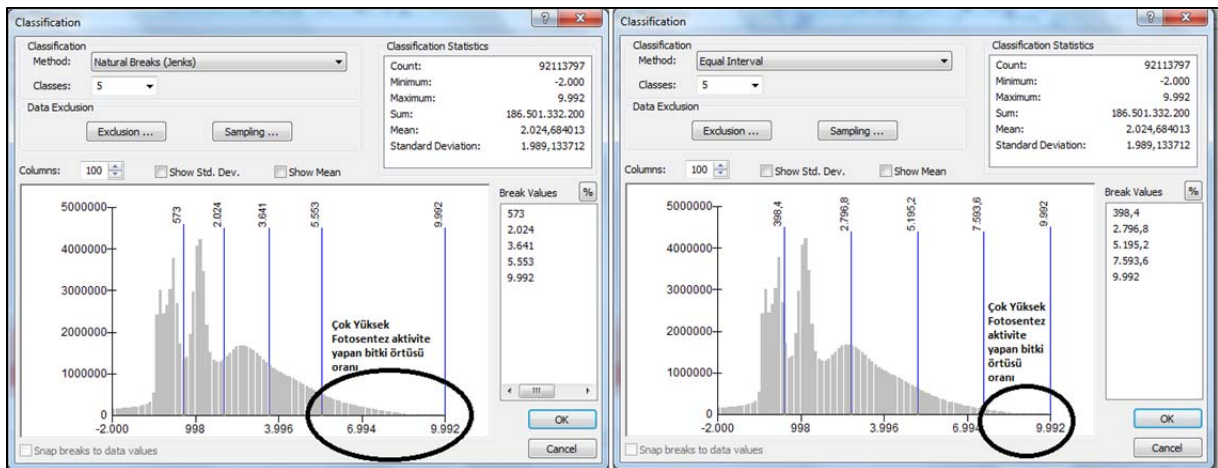 Classification
Classification
Method: Natural Breaks (Jenks)
Classes: 5
Data Exclusion
Exclusion ...
Sampling ...
Classification Statistics
Count: 92113797
Minimum: -2.000
Maximum: 9.992
Sum: 186.501.332.200
Mean: 2.024,684013
Standard Deviation: 1.989,133712
Columns: 100
Show Std. Dev.
Show Mean
Break Values
%
573
2.024
3.641
5.553
9.992
5000000
4000000
3000000
2000000
1000000
0
573
2.024
3.641
5.553
9.992
Çok Yüksek
Fotosentez aktivite
yapan bitki örtüsü
oranı
-2.000
998
3.996
6.994
9.992
OK
Cancel
Snap breaks to data values
Classification
Classification
Method: Equal Interval
Classes: 5
Data Exclusion
Exclusion ...
Sampling ...
Classification Statistics
Count: 92113797
Minimum: -2.000
Maximum: 9.992
Sum: 186.501.332.200
Mean: 2.024,684013
Standard Deviation: 1.989,133712
Columns: 100
Show Std. Dev.
Show Mean
Break Values
%
398,4
2.796,8
5.195,2
7.593,6
9.992
5000000
4000000
3000000
2000000
1000000
0
398,4
2.796,8
5.195,2
7.593,6
9.992
Çok Yüksek
Fotosentez
aktivite
yapan bitki
örtüsü
oranı
-2.000
998
3.996
6.994
9.992
OK
Cancel
Snap breaks to data values